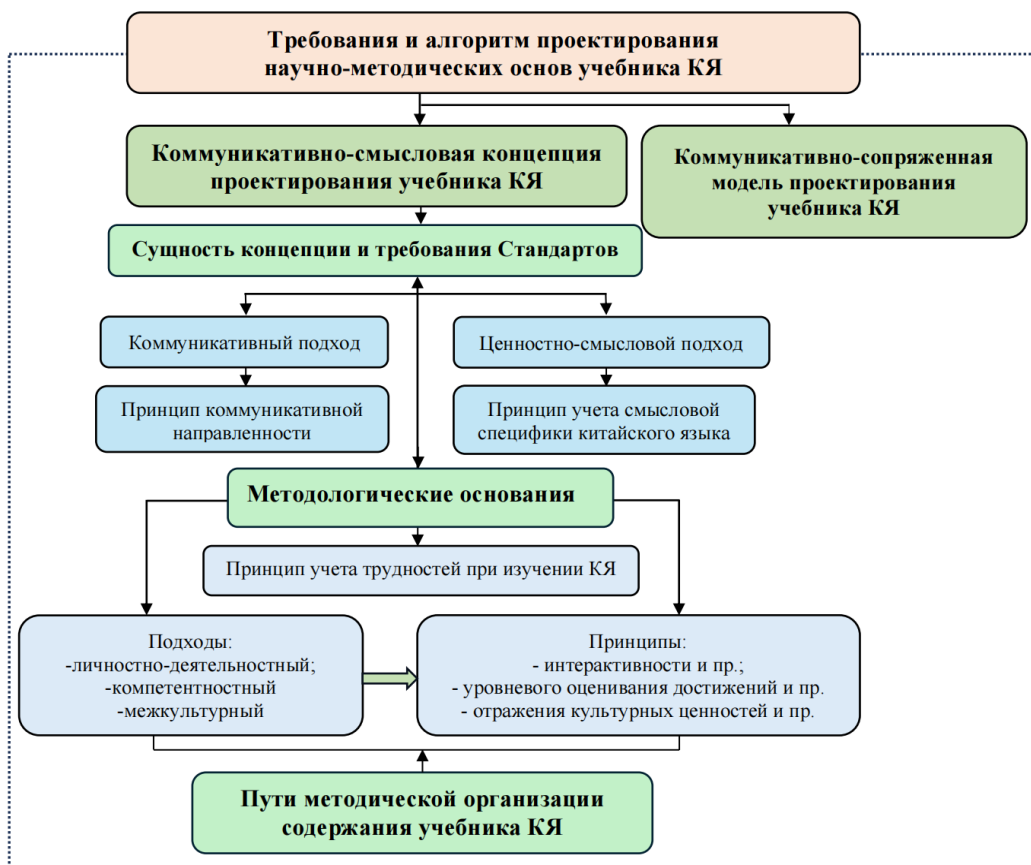 Требования и алгоритм проектирования
научно-методических основ учебника КЯ
Коммуникативно-смысловая концепция
проектирования учебника КЯ
Коммуникативно-сопряженная
модель проектирования
учебника КЯ
Сущность концепции и требования Стандартов
Коммуникативный подход
Ценностно-смысловой подход
Принцип коммуникативной
направленности
Принцип учета смысловой
специфики китайского языка
Методологические основания
Принцип учета трудностей при изучении КЯ
Подходы:
-личностно-деятельностный;
-компетентностный
-межкультурный
Принципы:
- интерактивности и пр.;
- уровневого оценивания достижений и пр.
- отражения культурных ценностей и пр.
Пути методической организации
содержания учебника КЯ